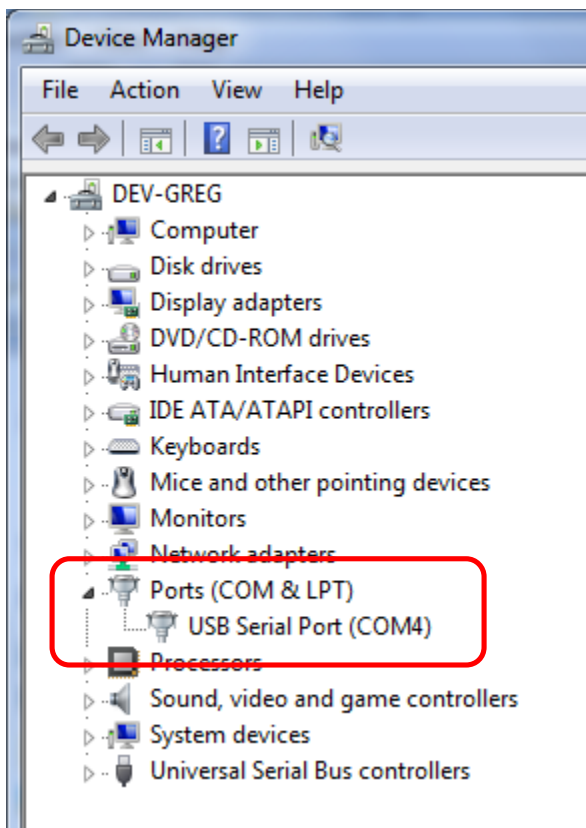 Device Manager
File Action View Help
DEV-GREG
Computer
Disk drives
Display adapters
DVD/CD-ROM drives
Human Interface Devices
IDE ATA/ATAPI controllers
Keyboards
Mice and other pointing devices
Monitors
Network adapters
Ports (COM & LPT)
USB Serial Port (COM4)
Processors
Sound, video and game controllers
System devices
Universal Serial Bus controllers